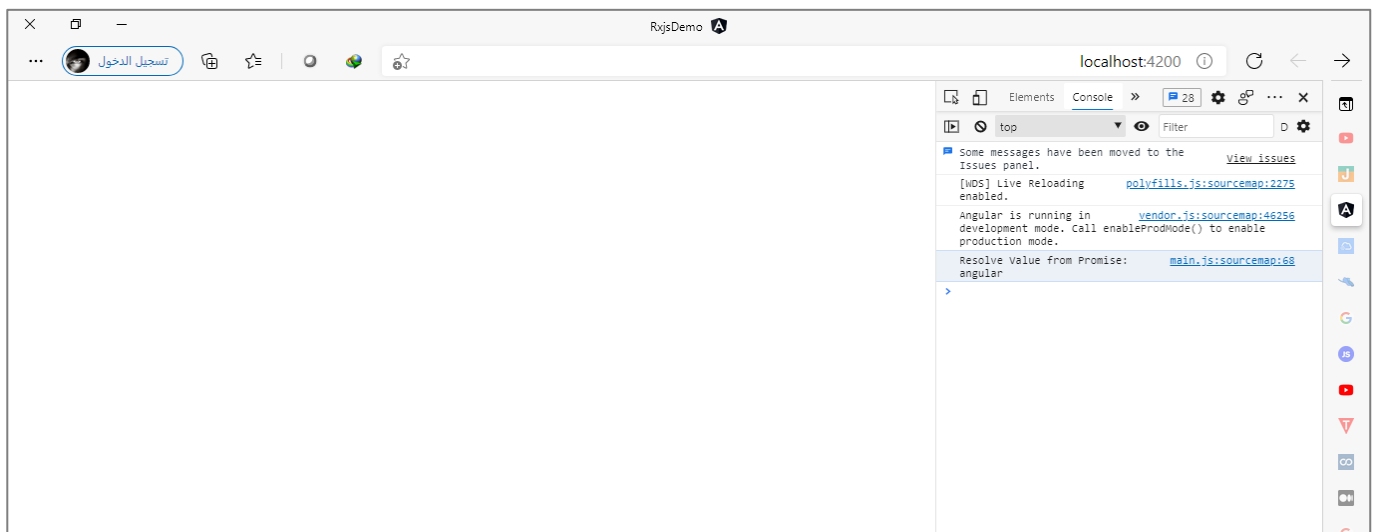 RxjsDemo
تسجيل الدخول
localhost:4200
Elements Console » 28
top Filter D
Some messages have been moved to the
Issues panel.
View issues
[WDS] Live Reloading polyfills.js:sourcemap:2275
enabled.
Angular is running in vendor.js:sourcemap:46256
development mode. Call enableProdMode() to enable
production mode.
Resolve Value from Promise: main.js:sourcemap:68
angular
>